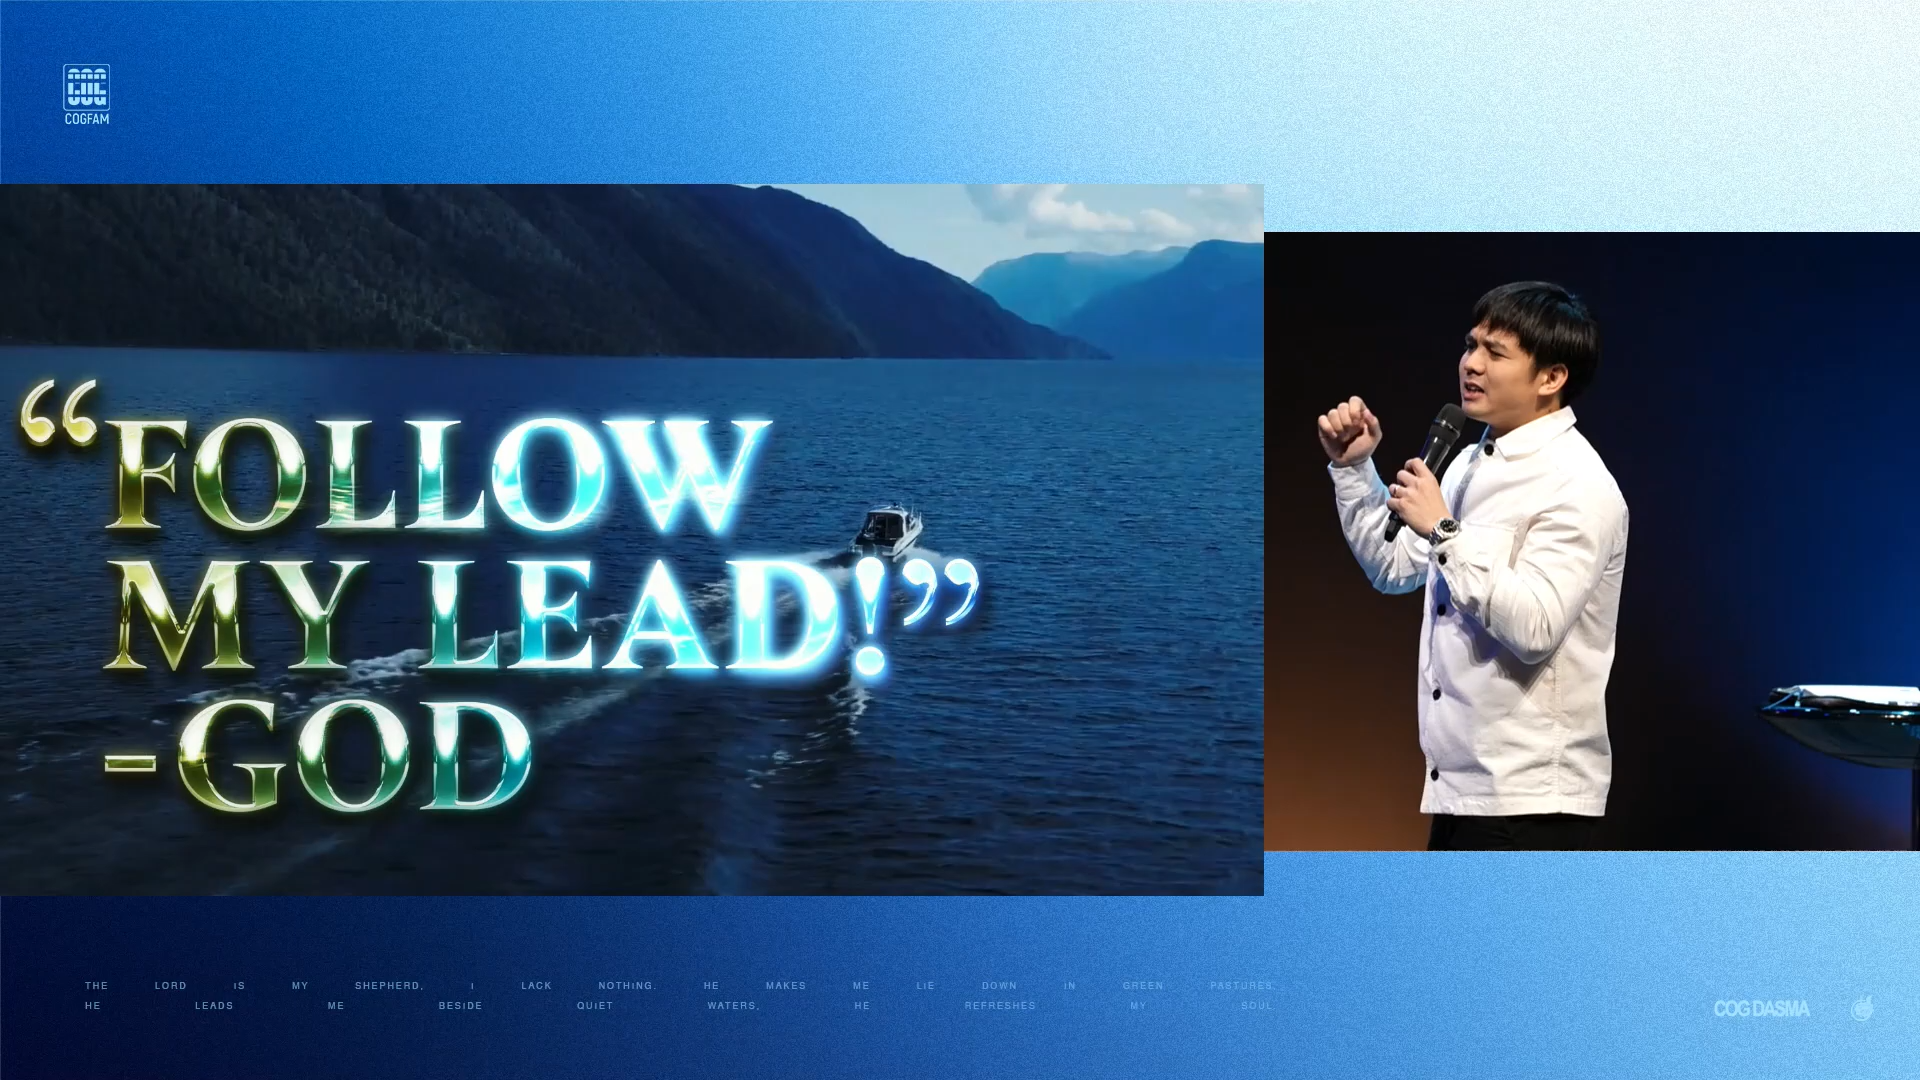 COG
COGFAM
“FOLLOW
MY LEAD!”
-GOD
THE LORD IS MY SHEPHERD, I LACK NOTHING. HE MAKES ME LIE DOWN IN GREEN PASTURES.
HE LEADS ME BESIDE QUIET WATERS, HE REFRESHES MY SOUL
COG DASMA